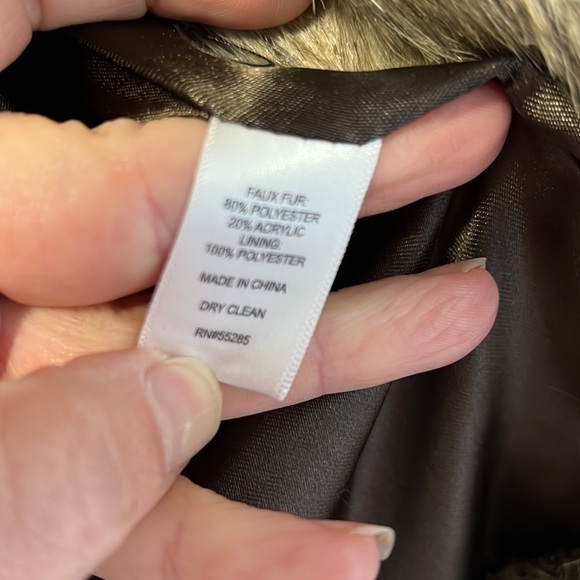 FAUX FUR:
80% POLYESTER
20% ACRYLIC
LINING:
100% POLYESTER
MADE IN CHINA
DRY CLEAN
RN#55285